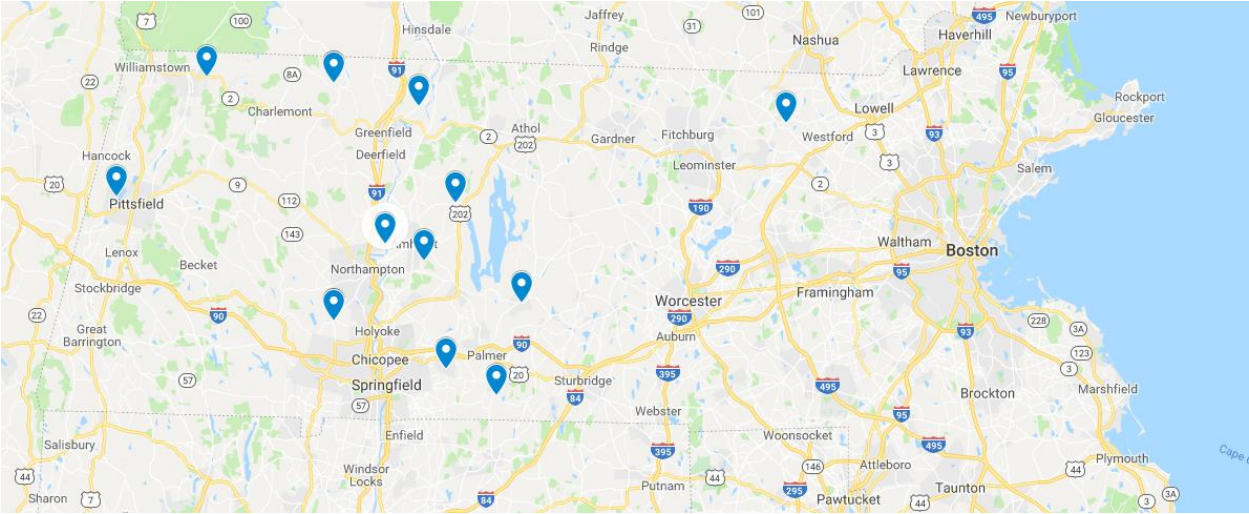 7
100
101
495
Newburyport
Jaffrey
Hinsdale
31
Nashua
Haverhill
Rindge
Williamstown
8A
91
Lawrence
95
22
2
Rockport
Charlemont
Lowell
Gloucester
Greenfield
2
Athol
Gardner
Fitchburg
Westford
3
93
202
Deerfield
Hancock
Leominster
3
Salem
20
9
91
2
Pittsfield
112
190
202
143
Waltham
Boston
Lenox
Becket
Northampton
290
95
Stockbridge
Worcester
Framingham
22
90
290
Great
Barrington
Holyoke
Auburn
93
228
3A
Chicopee
Palmer
90
123
57
Springfield
20
Sturbridge
395
495
3
Marshfield
57
84
Brockton
Webster
95
Salisbury
Enfield
Woonsocket
495
395
Plymouth
Windsor
Locks
146
Attleboro
44
Cape
44
44
Putnam
295
Taunton
3A
Sharon
7
84
Pawtucket
44
3